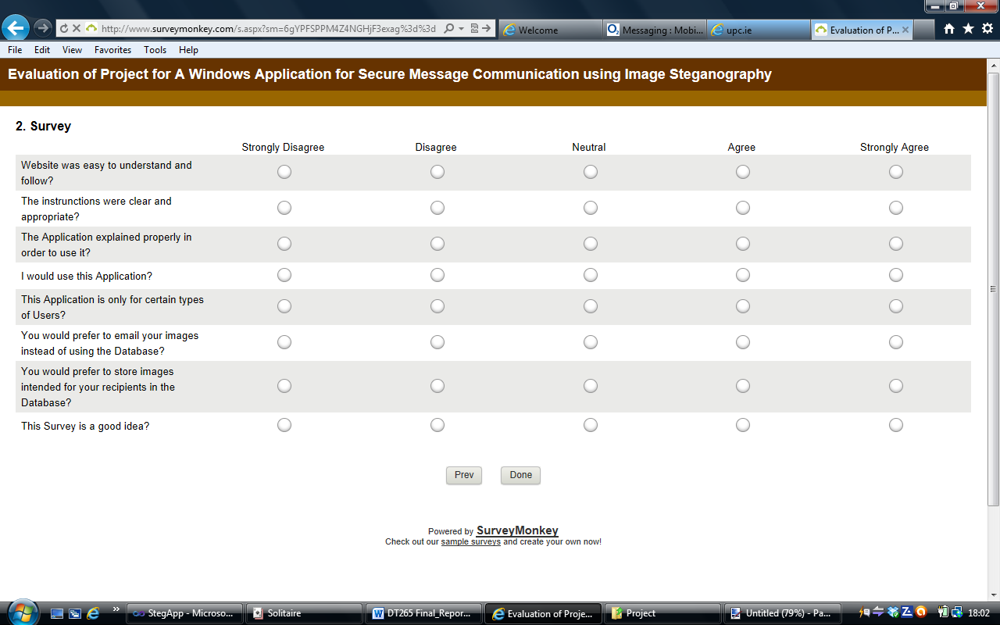 http://www.surveymonkey.com/s.aspx?sm=6gYPFSPPM4Z4NGHjF3exag%3d%3d
Welcome
O2 Messaging : Mobi...
upc.ie
Evaluation of P...
File Edit View Favorites Tools Help
Evaluation of Project for A Windows Application for Secure Message Communication using Image Steganography
2. Survey
Strongly Disagree Disagree Neutral Agree Strongly Agree
Website was easy to understand and
follow?
The instrunctions were clear and
appropriate?
The Application explained properly in
order to use it?
I would use this Application?
This Application is only for certain types
of Users?
You would prefer to email your images
instead of using the Database?
You would prefer to store images
intended for your recipients in the
Database?
This Survey is a good idea?
Prev Done
Powered by SurveyMonkey
Check out our sample surveys and create your own now!
StegApp - Microso... Solitaire DT265 Final_Repor... Evaluation of Proje... Project Untitled (79%) - Pa... 18:02